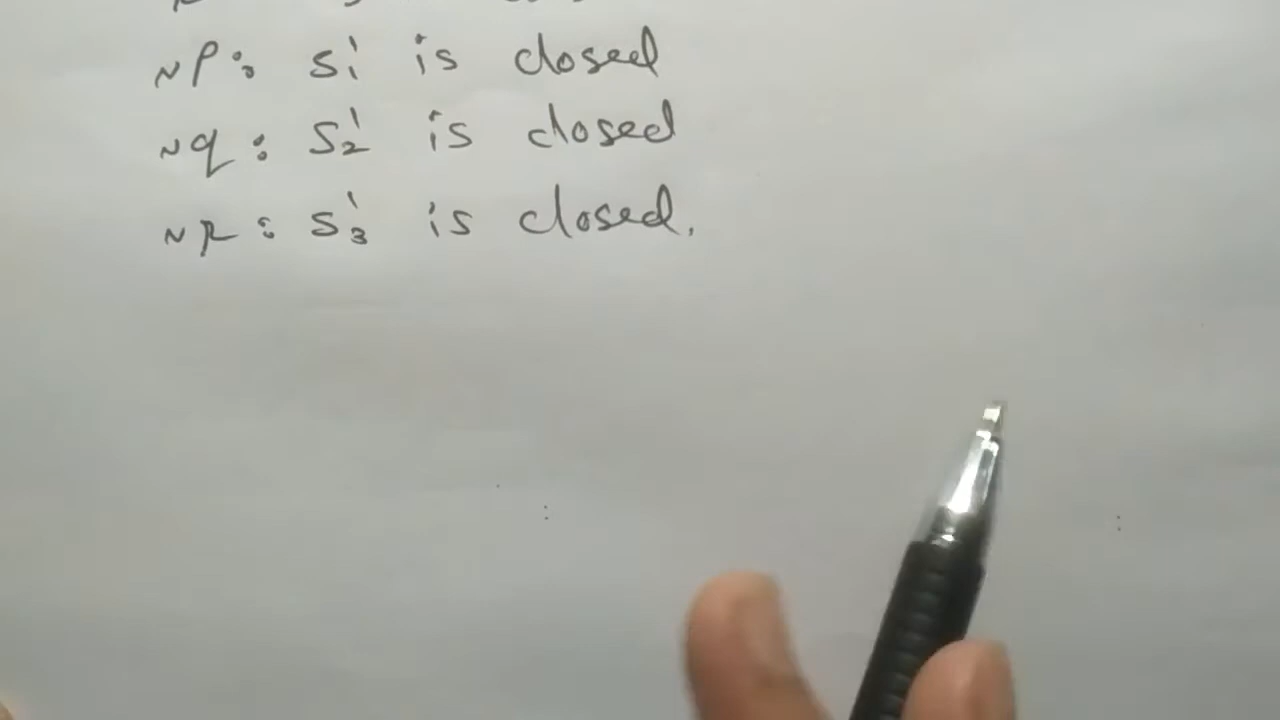 ~p: S₁' is closed
~q: S₂' is closed
~r: S₃' is closed.